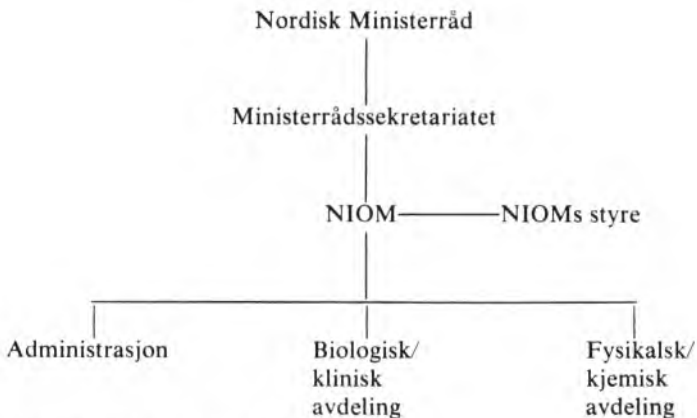 Nordisk Ministerråd
Ministerrådssekretariatet
NIOM NIOMs styre
Administrasjon
Biologisk/
klinisk
avdeling
Fysikalsk/
kjemisk
avdeling